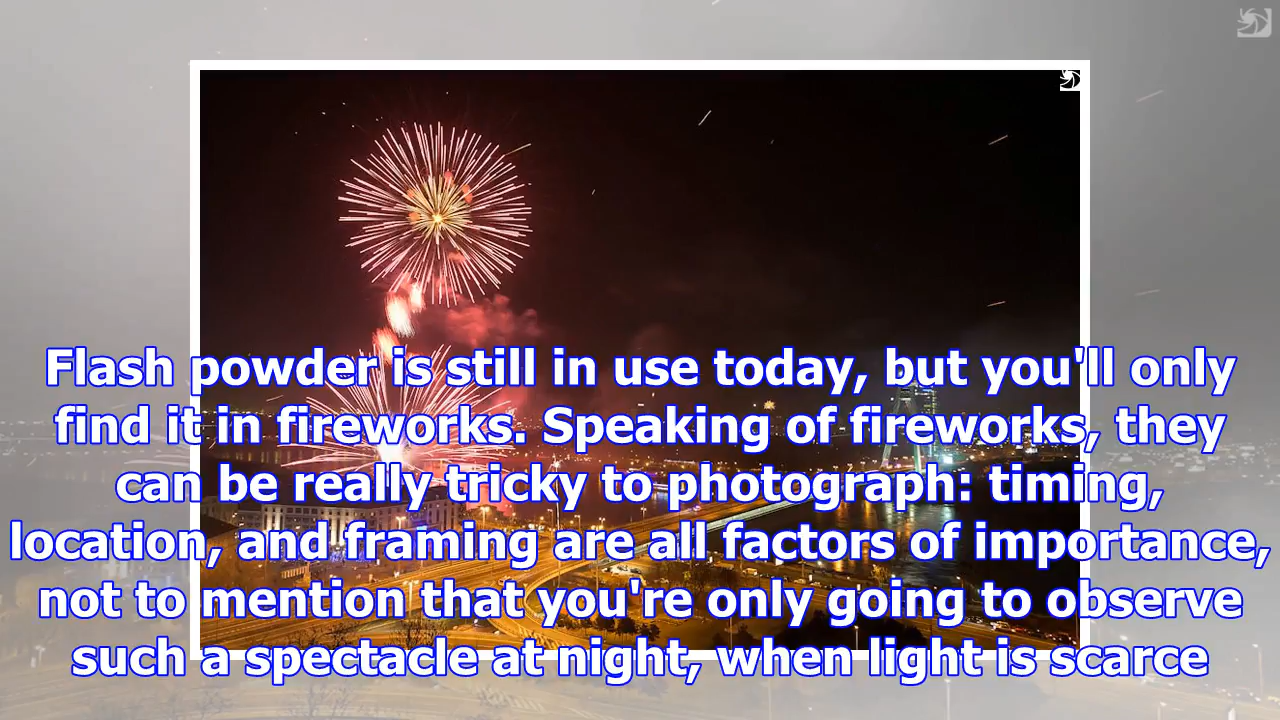 Flash powder is still in use today, but you'll only
find it in fireworks. Speaking of fireworks, they
can be really tricky to photograph: timing,
location, and framing are all factors of importance,
not to mention that you're only going to observe
such a spectacle at night, when light is scarce